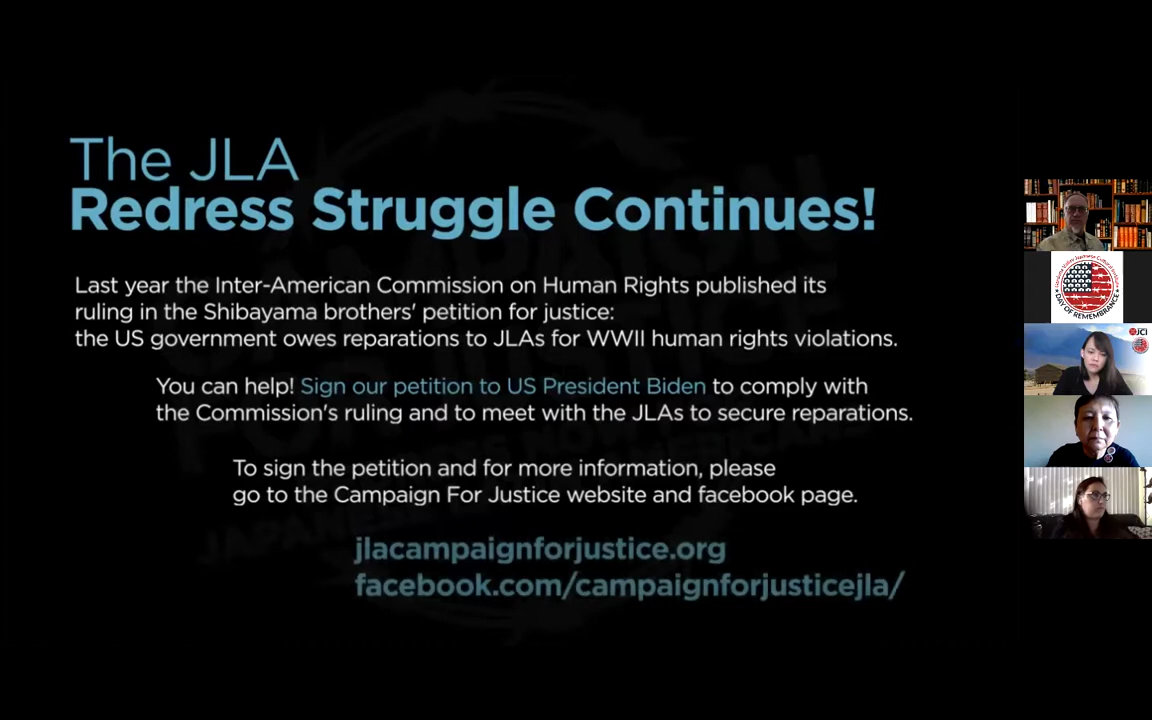 The JLA
Redress Struggle Continues!
Last year the Inter-American Commission on Human Rights published its
ruling in the Shibayama brothers' petition for justice:
the US government owes reparations to JLAs for WWII human rights violations.
You can help! Sign our petition to US President Biden to comply with
the Commission's ruling and to meet with the JLAs to secure reparations.
To sign the petition and for more information, please
go to the Campaign For Justice website and facebook page.
jlacampaignforjustice.org
facebook.com/campaignforjusticejla/
DAY OF REMEMBRANCE
JCI